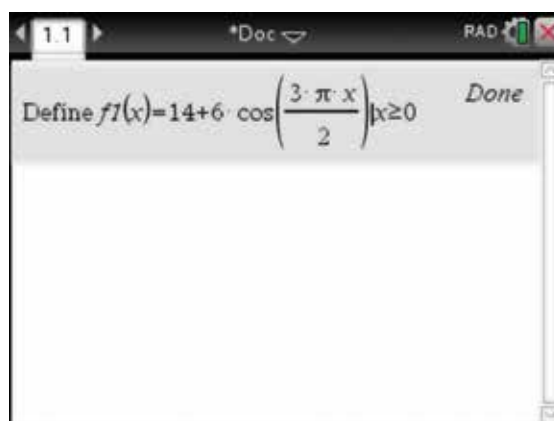 1.1 *Doc RAD
Define f1(x)=14+6·cos(3·π·x/2)|x≥0 Done